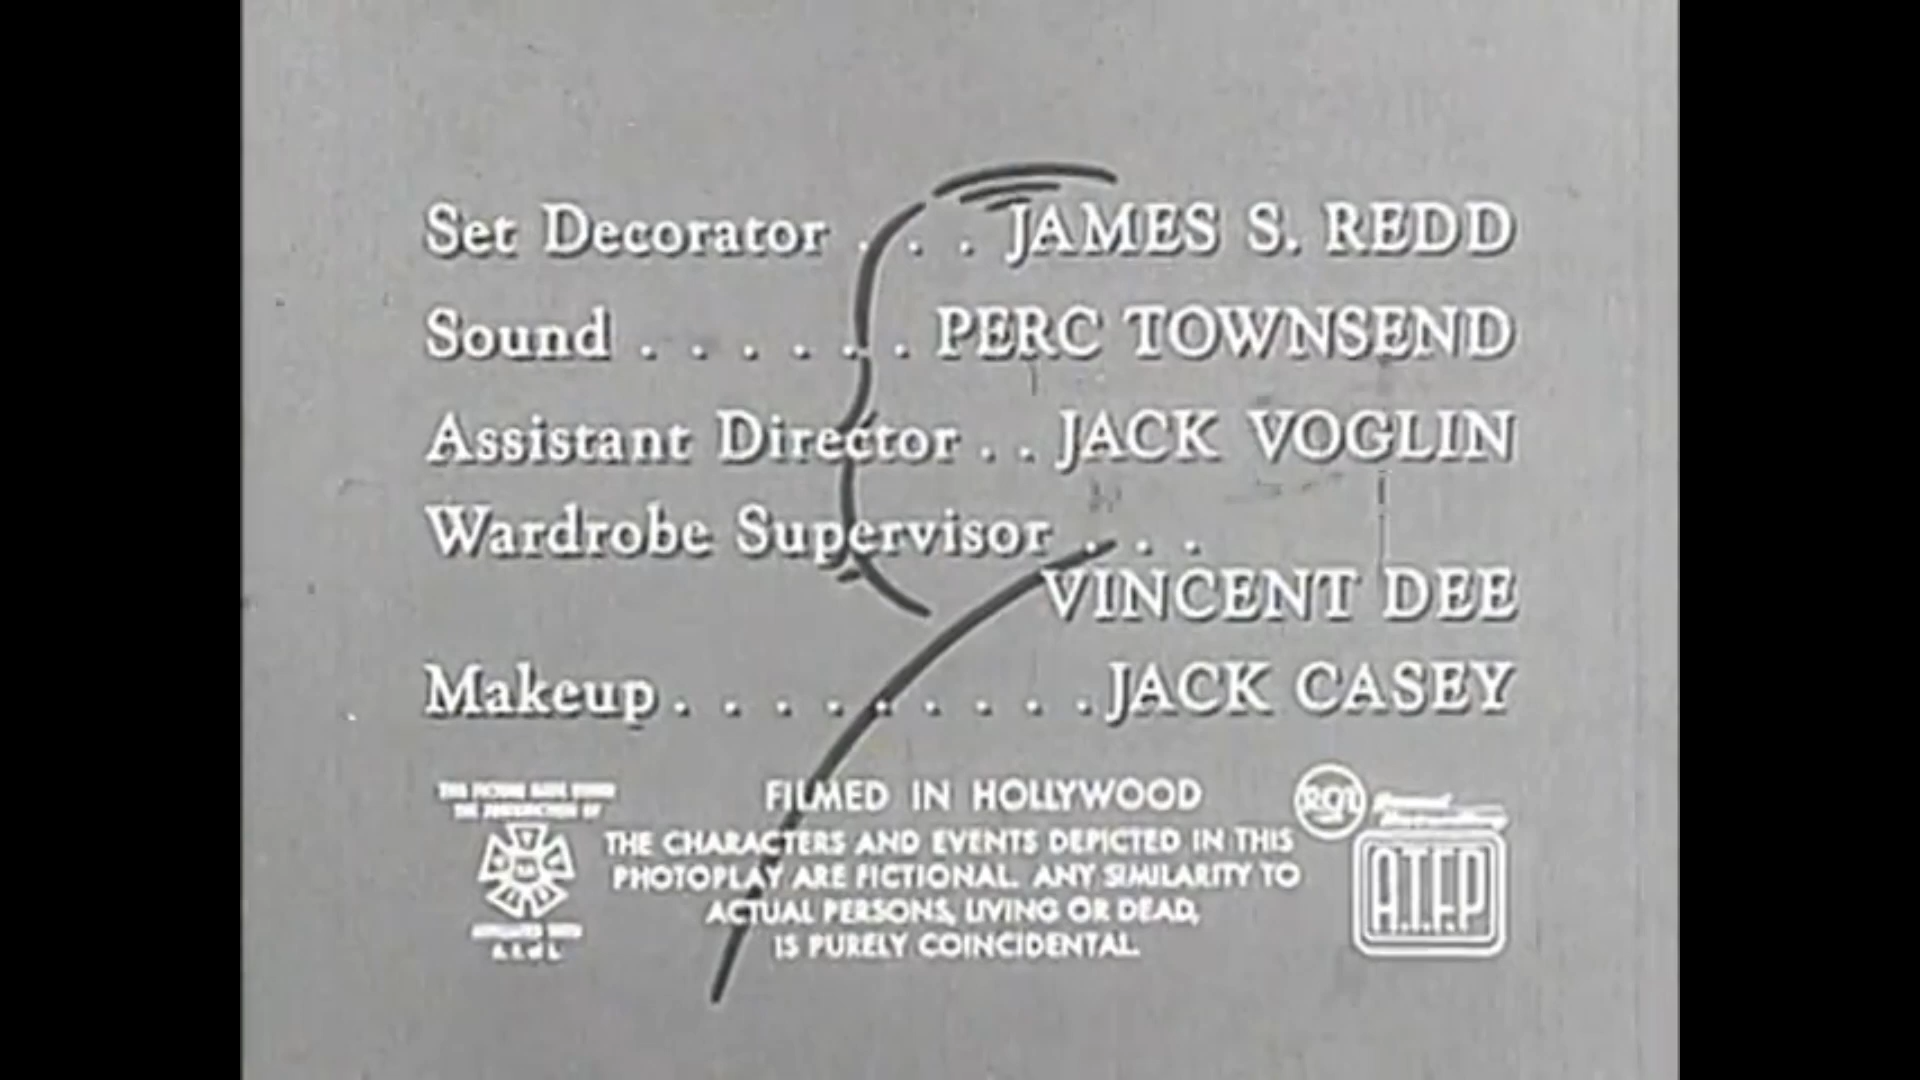 Set Decorator . . . JAMES S. REDD
Sound . . . . . . PERC TOWNSEND
Assistant Director . . JACK VOGLIN
Wardrobe Supervisor . . .
VINCENT DEE
Makeup . . . . . . . . . JACK CASEY
FILMED IN HOLLYWOOD
THE CHARACTERS AND EVENTS DEPICTED IN THIS
PHOTOPLAY ARE FICTIONAL. ANY SIMILARITY TO
ACTUAL PERSONS, LIVING OR DEAD,
IS PURELY COINCIDENTAL.
RCA
A.T.F.P